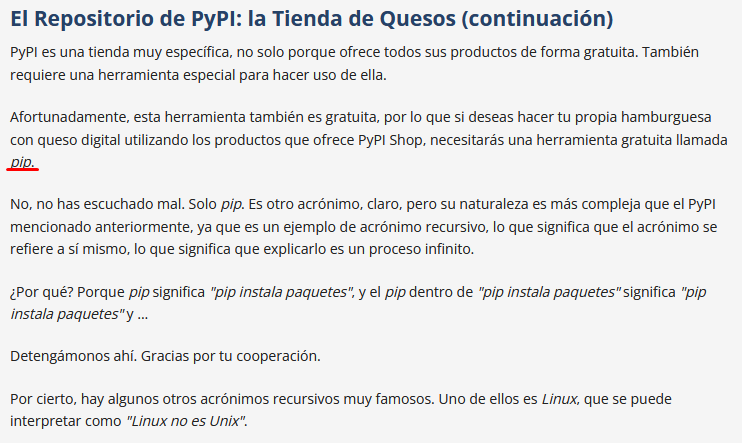 El Repositorio de PyPI: la Tienda de Quesos (continuación)
PyPI es una tienda muy específica, no solo porque ofrece todos sus productos de forma gratuita. También
requiere una herramienta especial para hacer uso de ella.
Afortunadamente, esta herramienta también es gratuita, por lo que si deseas hacer tu propia hamburguesa
con queso digital utilizando los productos que ofrece PyPI Shop, necesitarás una herramienta gratuita llamada
pip.
No, no has escuchado mal. Solo pip. Es otro acrónimo, claro, pero su naturaleza es más compleja que el PyPI
mencionado anteriormente, ya que es un ejemplo de acrónimo recursivo, lo que significa que el acrónimo se
refiere a sí mismo, lo que significa que explicarlo es un proceso infinito.
¿Por qué? Porque pip significa "pip instala paquetes", y el pip dentro de "pip instala paquetes" significa "pip
instala paquetes" y ...
Detengámonos ahí. Gracias por tu cooperación.
Por cierto, hay algunos otros acrónimos recursivos muy famosos. Uno de ellos es Linux, que se puede
interpretar como "Linux no es Unix".